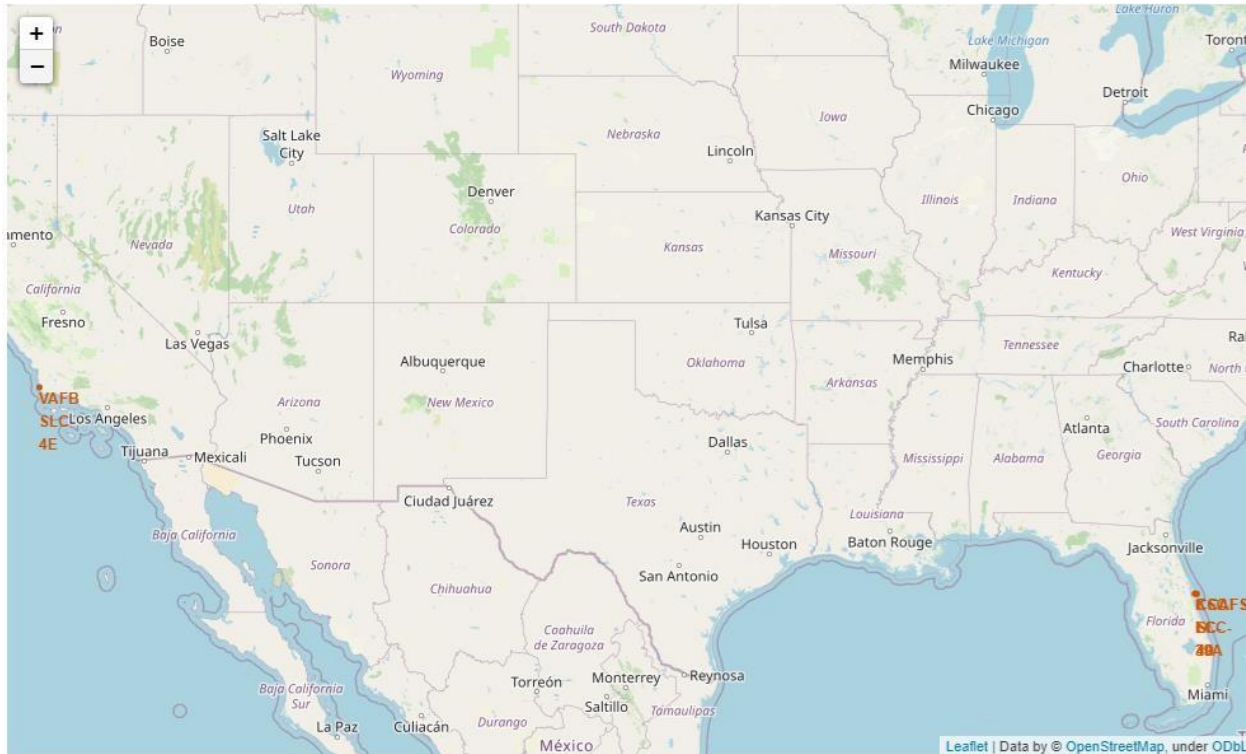 +
−
Boise
South Dakota
Lake Huron
Lake Michigan
Toront
Wyoming
Milwaukee
Detroit
Chicago
Salt Lake
City
Nebraska
Iowa
Lincoln
Denver
Utah
Illinois
Indiana
Ohio
Kansas City
amento
Nevada
Colorado
Kansas
Missouri
West Virginia
California
Kentucky
Fresno
Las Vegas
Tulsa
Ra
Albuquerque
Oklahoma
Memphis
Tennessee
Charlotte
North C
VAFB
SLC-
4E
Los Angeles
Arizona
New Mexico
Arkansas
Phoenix
Dallas
Atlanta
South Carolina
Tijuana
Mexicali
Tucson
Mississippi
Alabama
Georgia
Ciudad Juárez
Texas
Louisiana
Baja California
Austin
Houston
Baton Rouge
Jacksonville
Sonora
San Antonio
Chihuahua
Florida
Coahuila
de Zaragoza
Torreón
Monterrey
Reynosa
Baja California
Sur
Saltillo
Tamaulipas
Miami
La Paz
Culiacán
Durango
México
Leaflet | Data by © OpenStreetMap, under ODbL